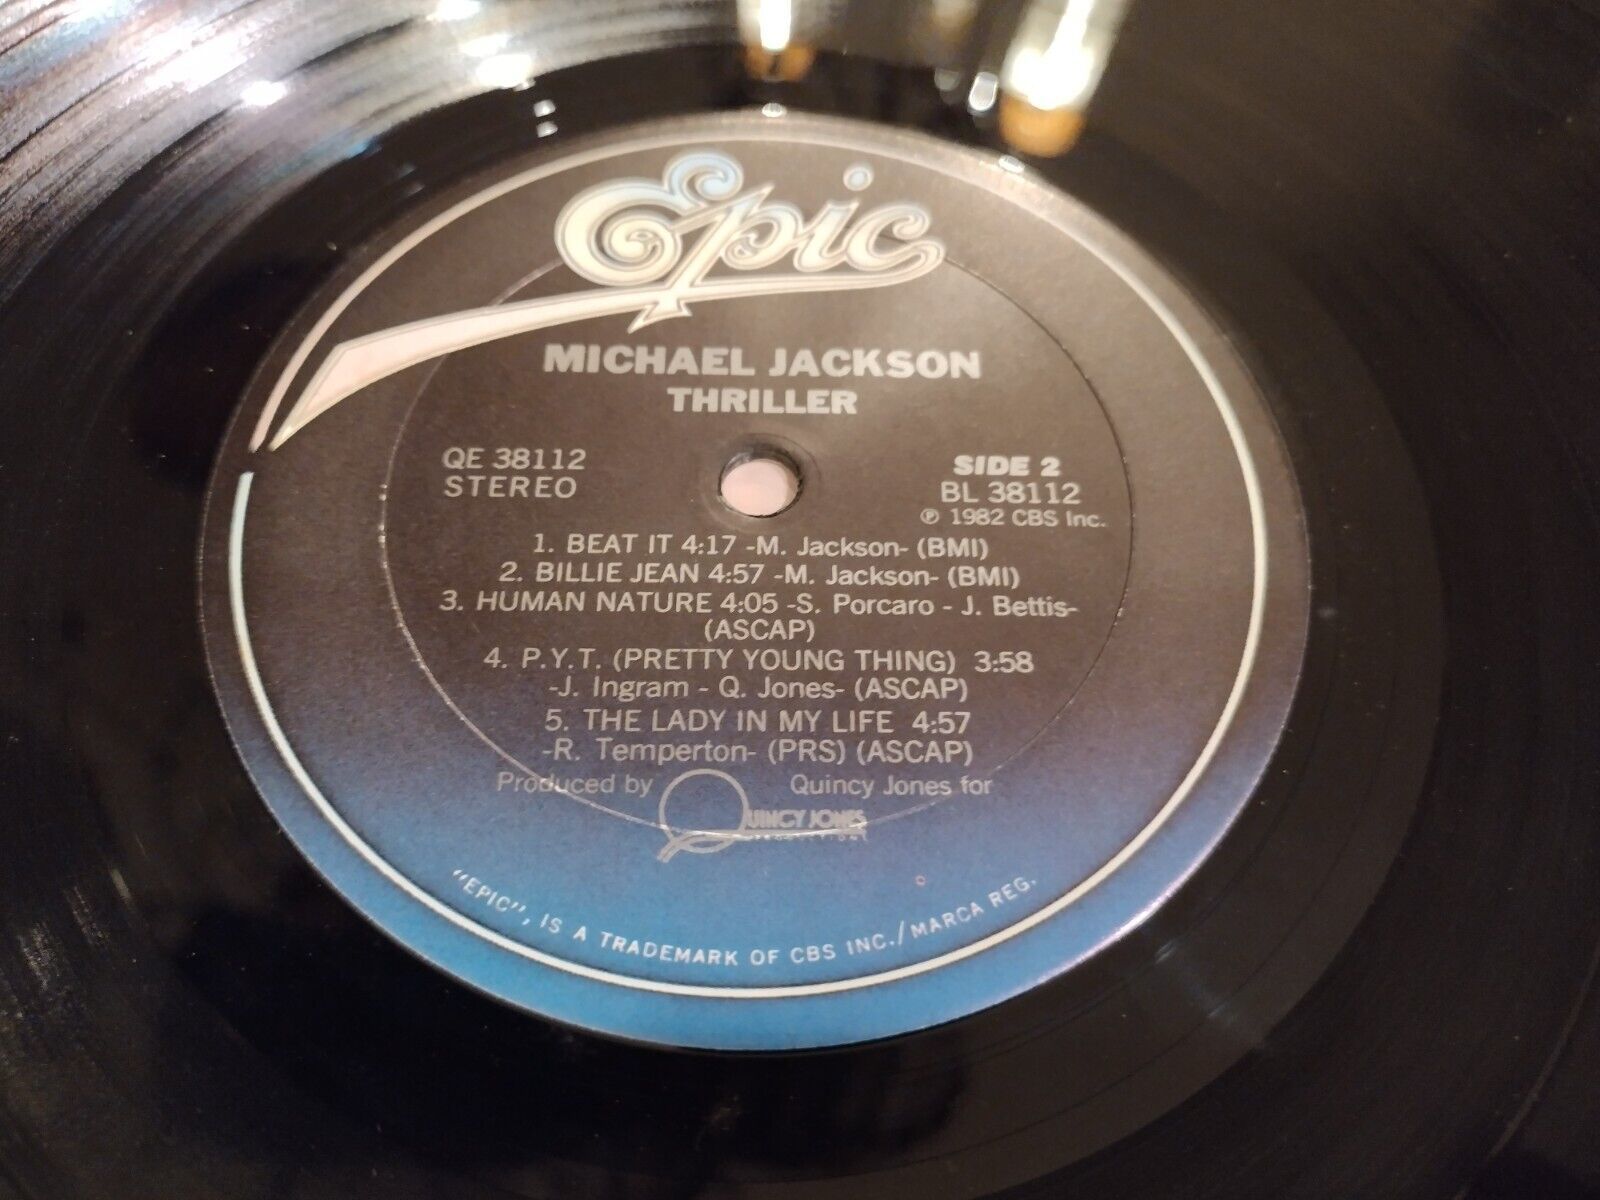 Epic
MICHAEL JACKSON
THRILLER
QE 38112
STEREO
SIDE 2
BL 38112
℗ 1982 CBS Inc.
1. BEAT IT 4:17 -M. Jackson- (BMI)
2. BILLIE JEAN 4:57 -M. Jackson- (BMI)
3. HUMAN NATURE 4:05 -S. Porcaro - J. Bettis-
(ASCAP)
4. P.Y.T. (PRETTY YOUNG THING) 3:58
-J. Ingram - Q. Jones- (ASCAP)
5. THE LADY IN MY LIFE 4:57
-R. Temperton- (PRS) (ASCAP)
Produced by Quincy Jones for
QUINCY JONES
"EPIC", IS A TRADEMARK OF CBS INC./MARCA REG.